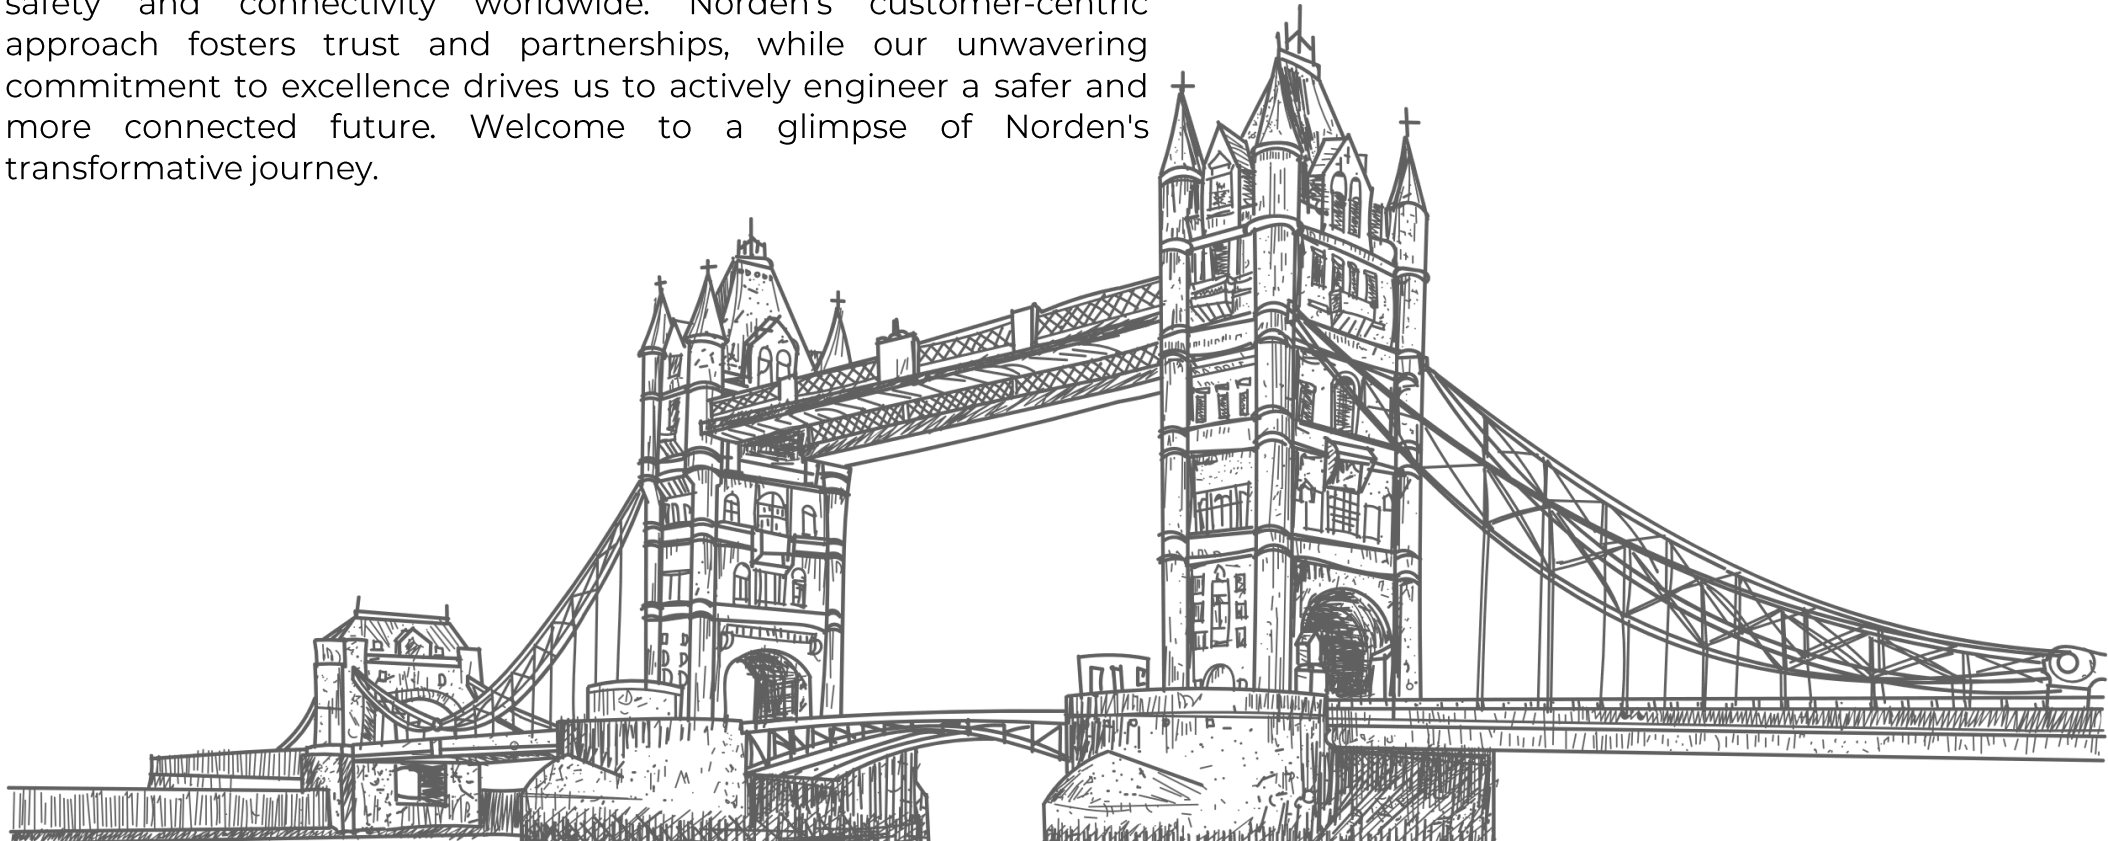 safety and connectivity worldwide. Norden's customer-centric
approach fosters trust and partnerships, while our unwavering
commitment to excellence drives us to actively engineer a safer and
more connected future. Welcome to a glimpse of Norden's
transformative journey.